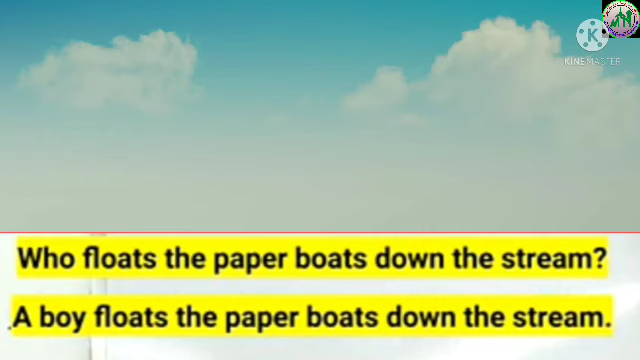 KINEMASTER
Who floats the paper boats down the stream?
A boy floats the paper boats down the stream.